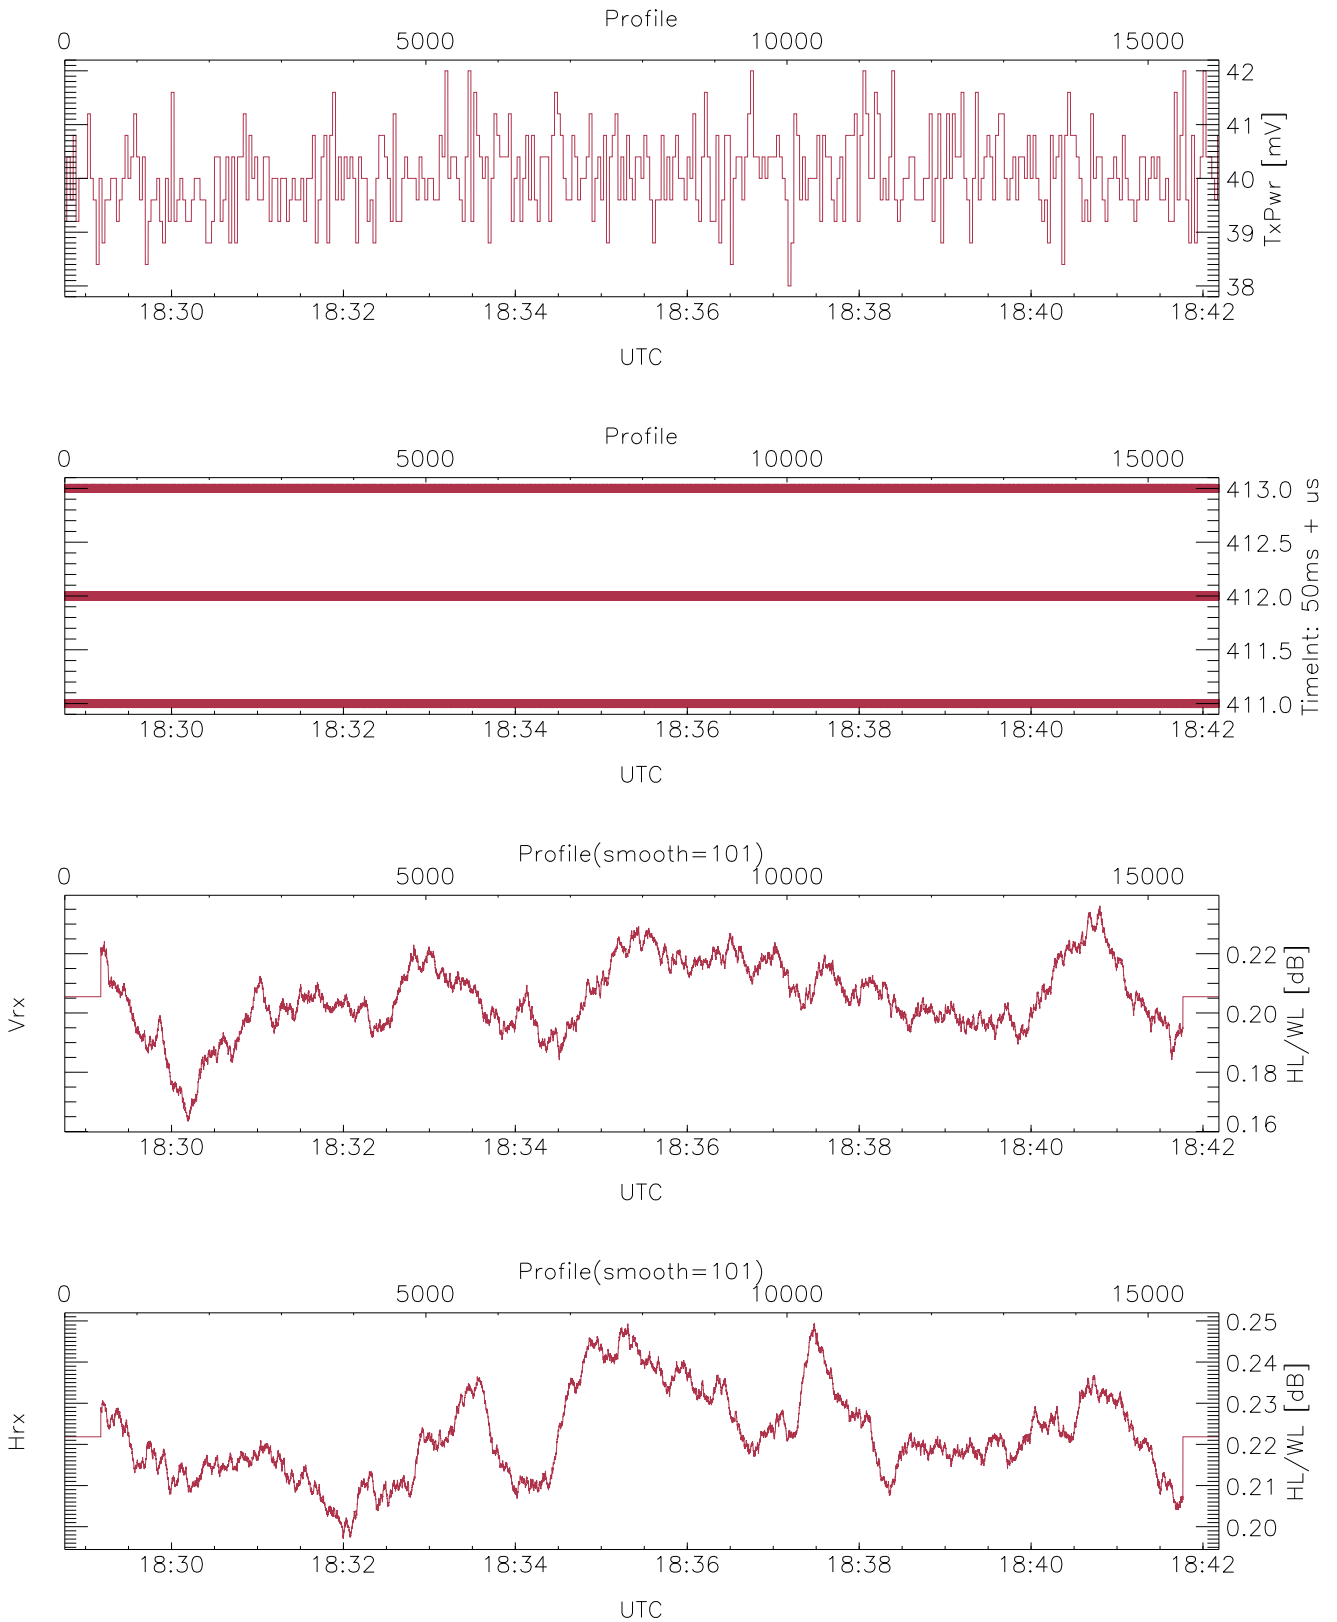 Profile
0 5000 10000 15000
42
41
40
39
38
TxPwr [mV]
18:30 18:32 18:34 18:36 18:38 18:40 18:42
UTC
Profile
0 5000 10000 15000
413.0
412.5
412.0
411.5
411.0
TimeInt: 50ms + us
18:30 18:32 18:34 18:36 18:38 18:40 18:42
UTC
Profile(smooth=101)
0 5000 10000 15000
Vrx
0.22
0.20
0.18
0.16
HL/WL [dB]
18:30 18:32 18:34 18:36 18:38 18:40 18:42
UTC
Profile(smooth=101)
0 5000 10000 15000
Hrx
0.25
0.24
0.23
0.22
0.21
0.20
HL/WL [dB]
18:30 18:32 18:34 18:36 18:38 18:40 18:42
UTC